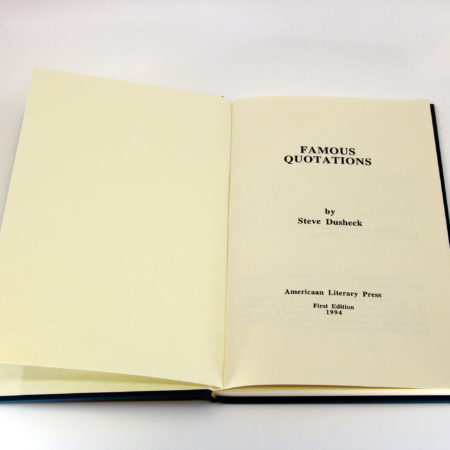 FAMOUS
QUOTATIONS
by
Steve Dusheck
Americaan Literary Press
First Edition
1994